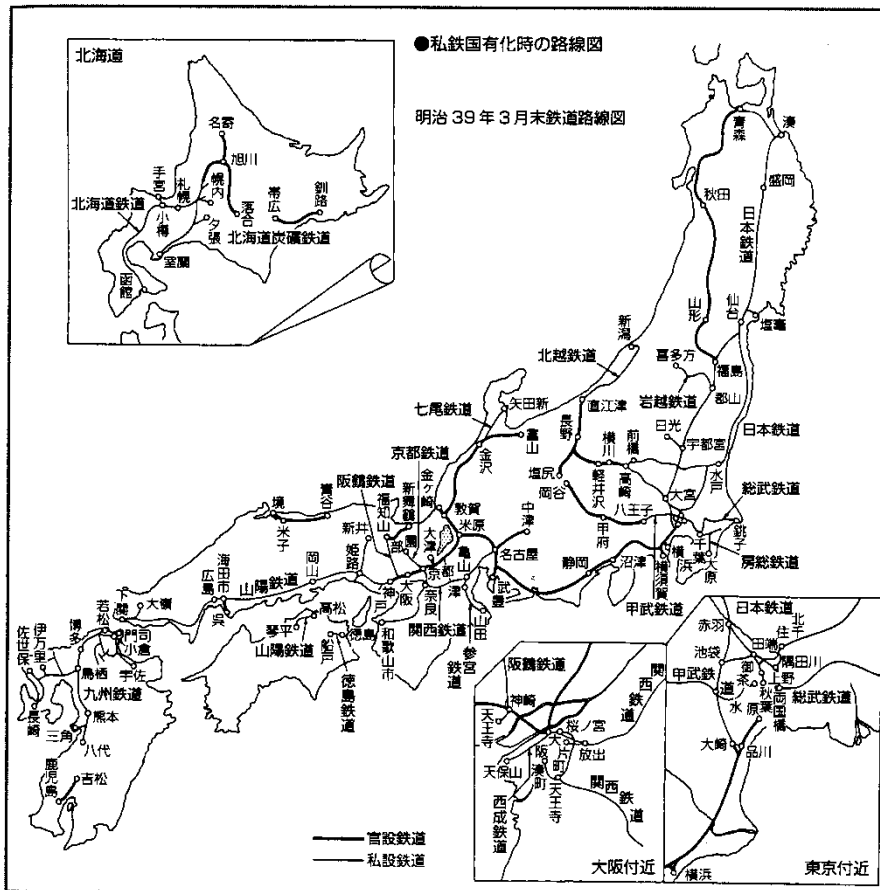 ●私鉄国有化時の路線図
明治39年3月末鉄道路線図
北海道
名寄
旭川
手宮
札幌
幌内
北海道鉄道
小樽
夕張
落合
帯広
釧路
北海道炭礦鉄道
室蘭
函館
青森
湊
盛岡
秋田
日本鉄道
山形
仙台
塩竈
新潟
喜多方
福島
北越鉄道
岩越鉄道
郡山
七尾鉄道
矢田新
直江津
長野
富山
金沢
日光
宇都宮
日本鉄道
横川
前橋
塩尻
岡谷
軽井沢
高崎
水戸
大宮
総武鉄道
京都鉄道
阪鶴鉄道
金ヶ崎
新舞鶴
福知山
敦賀
米原
中津
八王子
甲府
千葉
銚子
房総鉄道
大原
横浜
横須賀
甲武鉄道
境
米子
新井
園部
大津
亀山
名古屋
静岡
沼津
武豊
姫路
岡山
神戸
大阪
京都
奈良
津
山田
関西鉄道
参宮鉄道
和歌山市
海田市
広島
呉
山陽鉄道
高松
琴平
山陽鉄道
徳島
船戸
徳島鉄道
下関
大嶺
若松
門司
小倉
博多
宇佐
伊万里
佐世保
鳥栖
九州鉄道
長崎
熊本
三角
八代
鹿児島
吉松
官設鉄道
私設鉄道
阪鶴鉄道
関西鉄道
神崎
天王寺
桜ノ宮
大阪
片町
放出
天保山
湊町
天王寺
関西鉄道
西成鉄道
大阪付近
日本鉄道
赤羽
北千住
田端
池袋
隅田川
甲武鉄道
御茶ノ水
上野
秋葉原
両国橋
総武鉄道
大崎
品川
横浜
東京付近